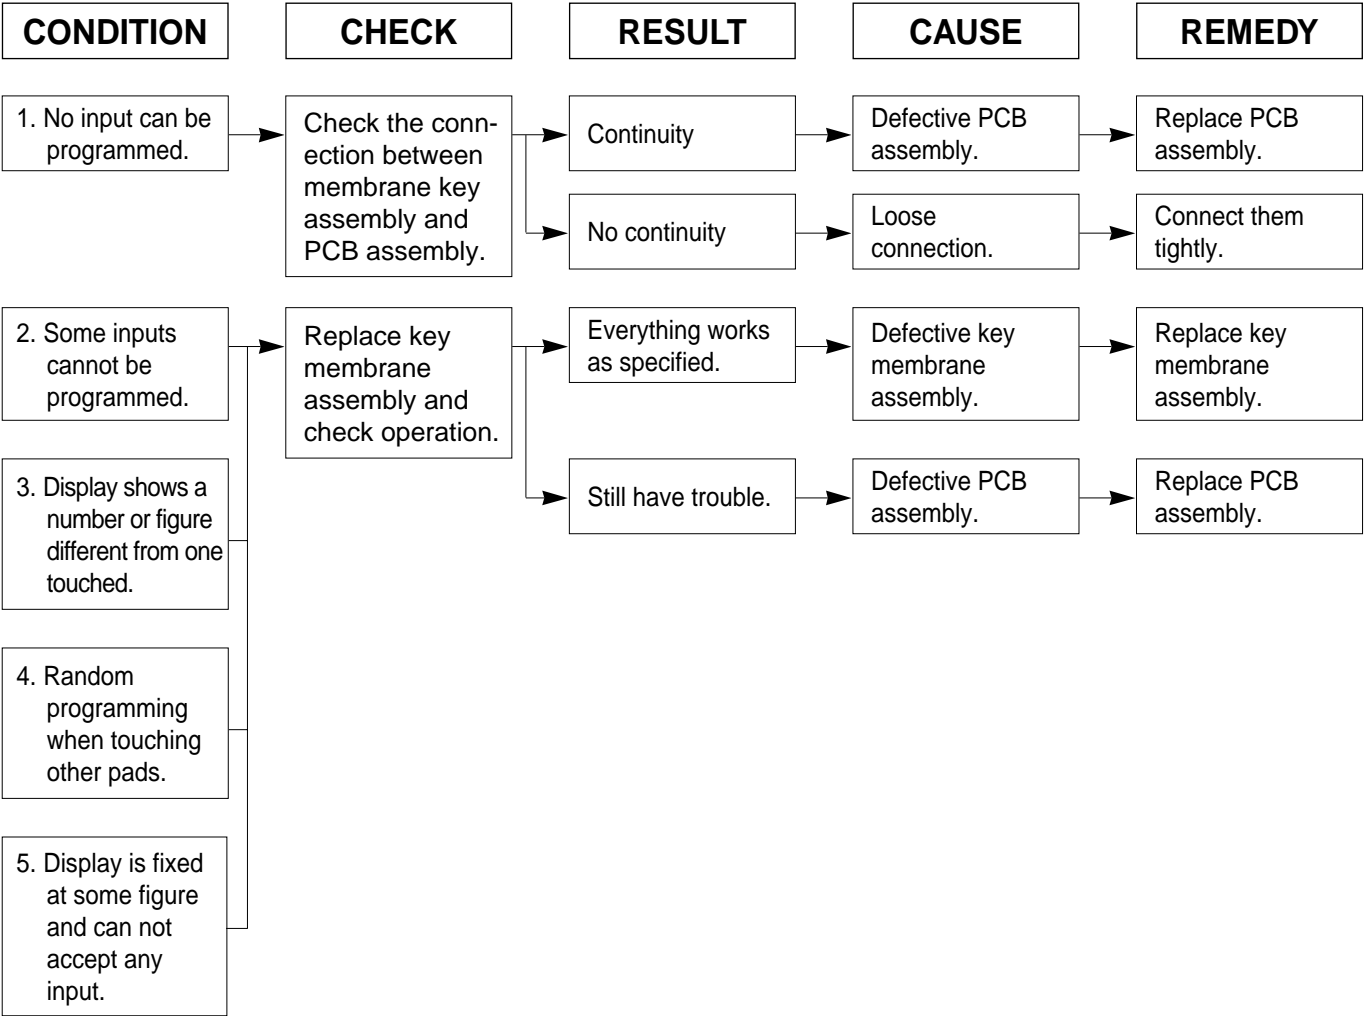 CONDITION
CHECK
RESULT
CAUSE
REMEDY
1. No input can be
programmed.
Check the conn-
ection between
membrane key
assembly and
PCB assembly.
Continuity
Defective PCB
assembly.
Replace PCB
assembly.
No continuity
Loose
connection.
Connect them
tightly.
2. Some inputs
cannot be
programmed.
Replace key
membrane
assembly and
check operation.
Everything works
as specified.
Defective key
membrane
assembly.
Replace key
membrane
assembly.
3. Display shows a
number or figure
different from one
touched.
Still have trouble.
Defective PCB
assembly.
Replace PCB
assembly.
4. Random
programming
when touching
other pads.
5. Display is fixed
at some figure
and can not
accept any
input.